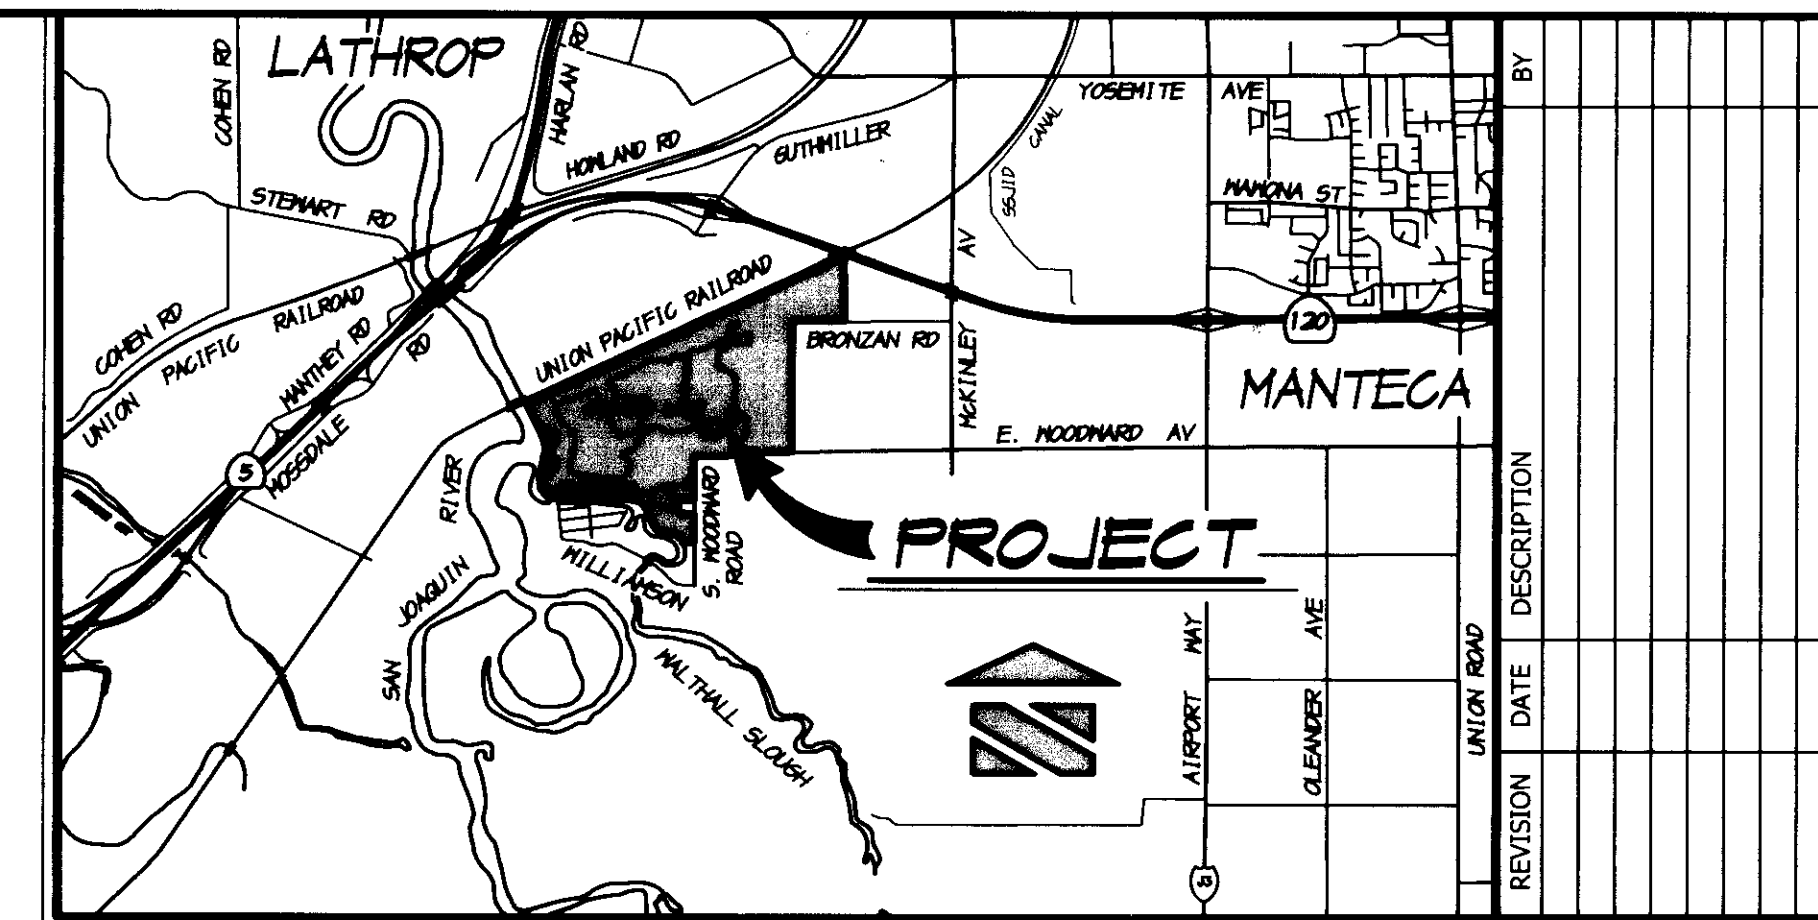 LATHROP
COHEN RD
HARLAN RD
YOSEMITE AVE
HOWLAND RD
GUTHMILLER
SSJID CANAL
WAWONA ST
STEWART RD
AV
McKINLEY
UNION PACIFIC RAILROAD
COHEN RD
UNION PACIFIC RAILROAD
MANTHEY RD
RD
MOSSDALE
5
BRONZAN RD
120
MANTECA
E. WOODWARD AV
S. WOODWARD ROAD
PROJECT
SAN JOAQUIN RIVER
WILLIAMSON
WALTHALL SLOUGH
AIRPORT WAY
OLEANDER AVE
UNION ROAD
REVISION
DATE
DESCRIPTION
BY